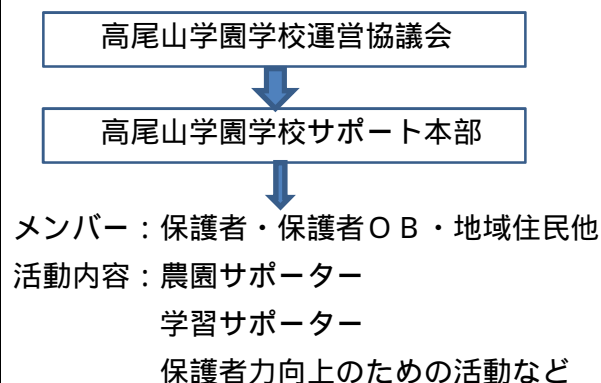 高尾山学園学校運営協議会
高尾山学園学校サポート本部
メンバー：保護者・保護者ＯＢ・地域住民他
活動内容：農園サポーター
学習サポーター
保護者力向上のための活動など